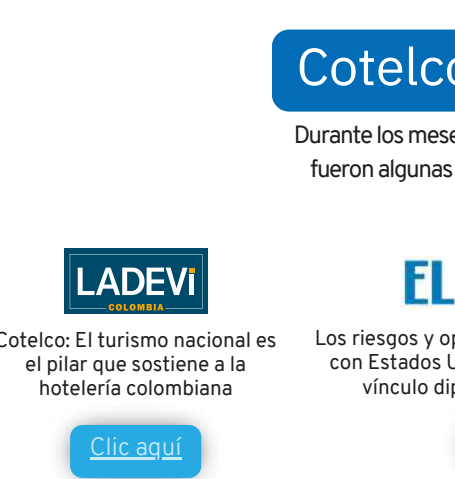 Cotelco
Durante los mese
fueron algunas
LADEVi
COLOMBIA
Cotelco: El turismo nacional es
el pilar que sostiene a la
hotelería colombiana
Clic aquí
EL
Los riesgos y op
con Estados U
vínculo dip